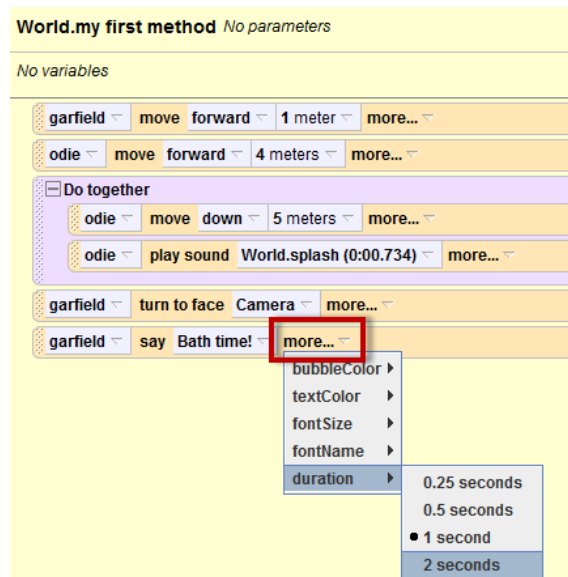 World.my first method No parameters
No variables
garfield move forward 1 meter more...
odie move forward 4 meters more...
Do together
odie move down 5 meters more...
odie play sound World.splash (0:00.734) more...
garfield turn to face Camera more...
garfield say Bath time! more...
bubbleColor
textColor
fontSize
fontName
duration
0.25 seconds
0.5 seconds
1 second
2 seconds